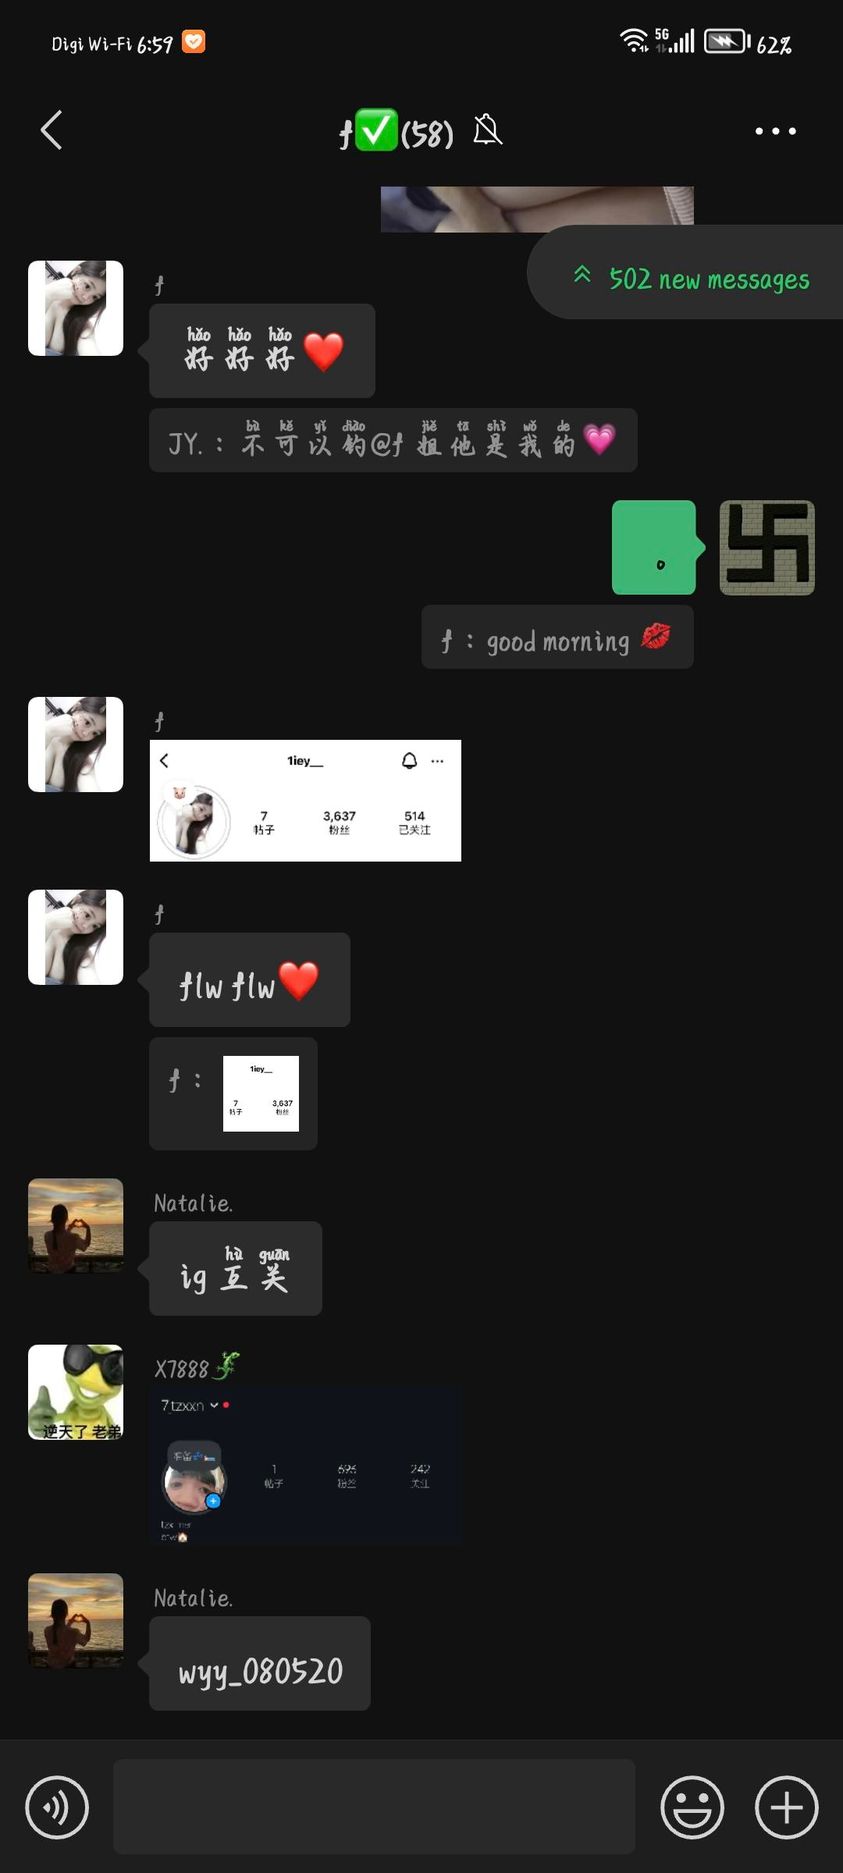 Digi Wi-Fi 6:59
5G
62%
f✅(58)
502 new messages
f
hǎo hǎo hǎo
好 好 好❤️
bù kě yǐ diào jiě tā shì wǒ de
JY.：不 可 以 钓@f 姐 他 是 我 的💗
。
f：good morning 💋
f
1iey__
7 3,637 514
帖子 粉丝 已关注
f
flw flw❤️
f：
1iey__
7 3,637
帖子 粉丝
Natalie.
hù guān
ig 互 关
X7888🦎
逆天了 老弟
7tzxxn
1 696 242
帖子 粉丝 关注
Natalie.
wyy_080520